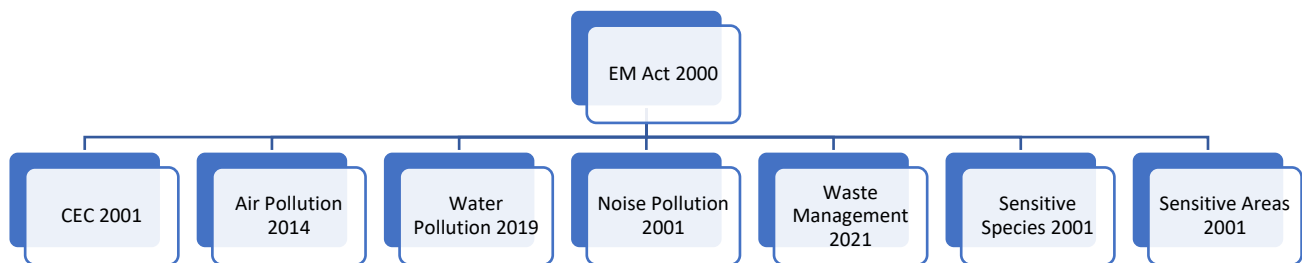 EM Act 2000
CEC 2001
Air Pollution
2014
Water
Pollution 2019
Noise Pollution
2001
Waste
Management
2021
Sensitive
Species 2001
Sensitive Areas
2001